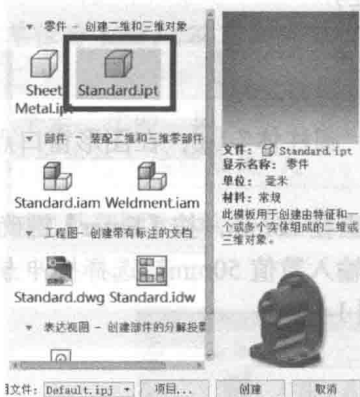 零件 - 创建二维和三维对象
Sheet Metal.ipt
Standard.ipt
部件 - 装配二维和三维零部件
Standard.iam
Weldment.iam
工程图 - 创建带有标注的文档
Standard.dwg
Standard.idw
表达视图 - 创建部件的分解投影
文件: Standard.ipt
显示名称: 零件
单位: 毫米
材料: 常规
此模板用于创建由特征和一
个或多个实体组成的二维或
三维对象。
文件: Default.ipj
项目...
创建
取消